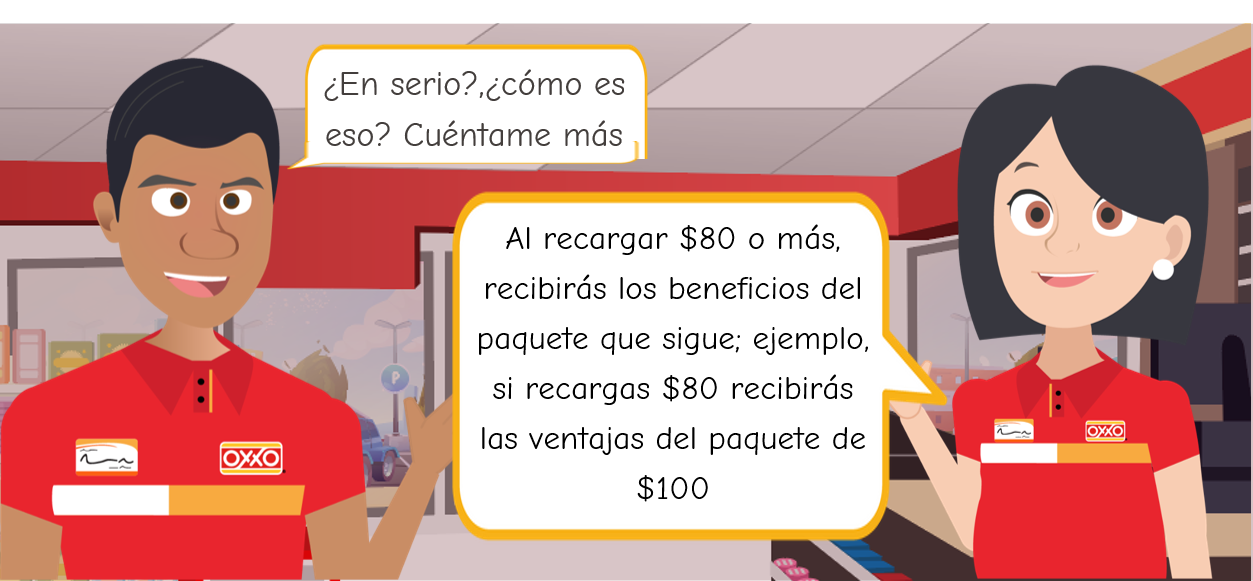 ¿En serio?,¿cómo es
eso? Cuéntame más
Al recargar $80 o más,
recibirás los beneficios del
paquete que sigue; ejemplo,
si recargas $80 recibirás
las ventajas del paquete de
$100
P
OXXO
OXXO